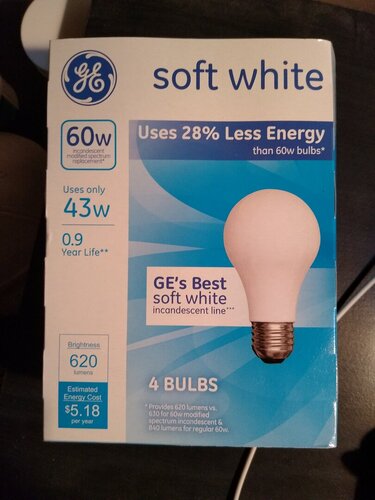 GE
soft white
60w
incandescent
modified spectrum
replacement*
Uses 28% Less Energy
than 60w bulbs*
Uses only
43w
0.9
Year Life**
GE's Best
soft white
incandescent line***
Brightness
620
lumens
Estimated
Energy Cost
$5.18
per year
4 BULBS
* Provides 620 lumens vs.
630 for 60w modified
spectrum incandescent &
840 lumens for regular 60w.